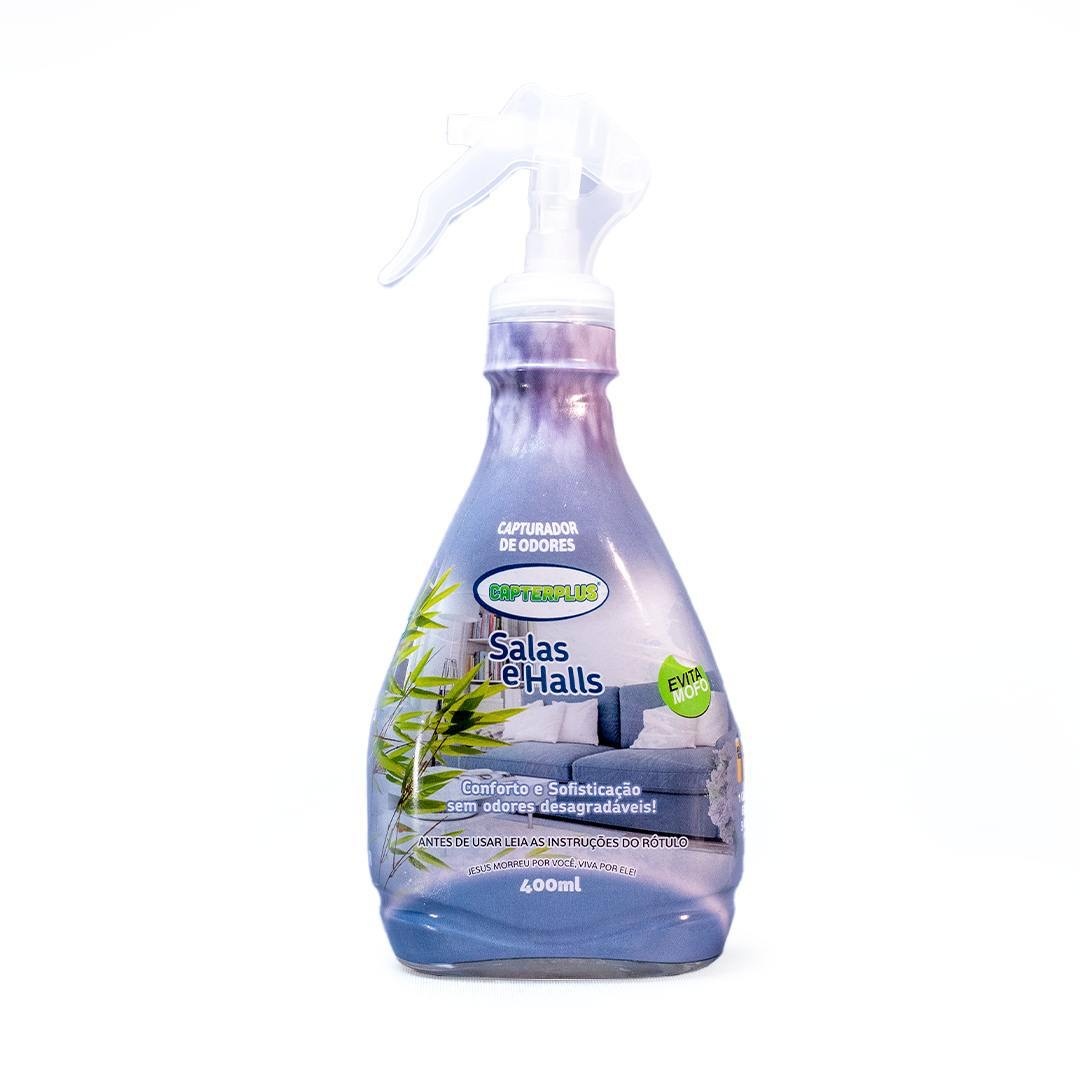 CAPTURADOR
DE ODORES
CAPTERPLUS®
Salas
e Halls
EVITA
MOFO
Conforto e Sofisticação
sem odores desagradáveis!
ANTES DE USAR LEIA AS INSTRUÇÕES DO RÓTULO
JESUS MORREU POR VOCÊ, VIVA POR ELE!
400ml